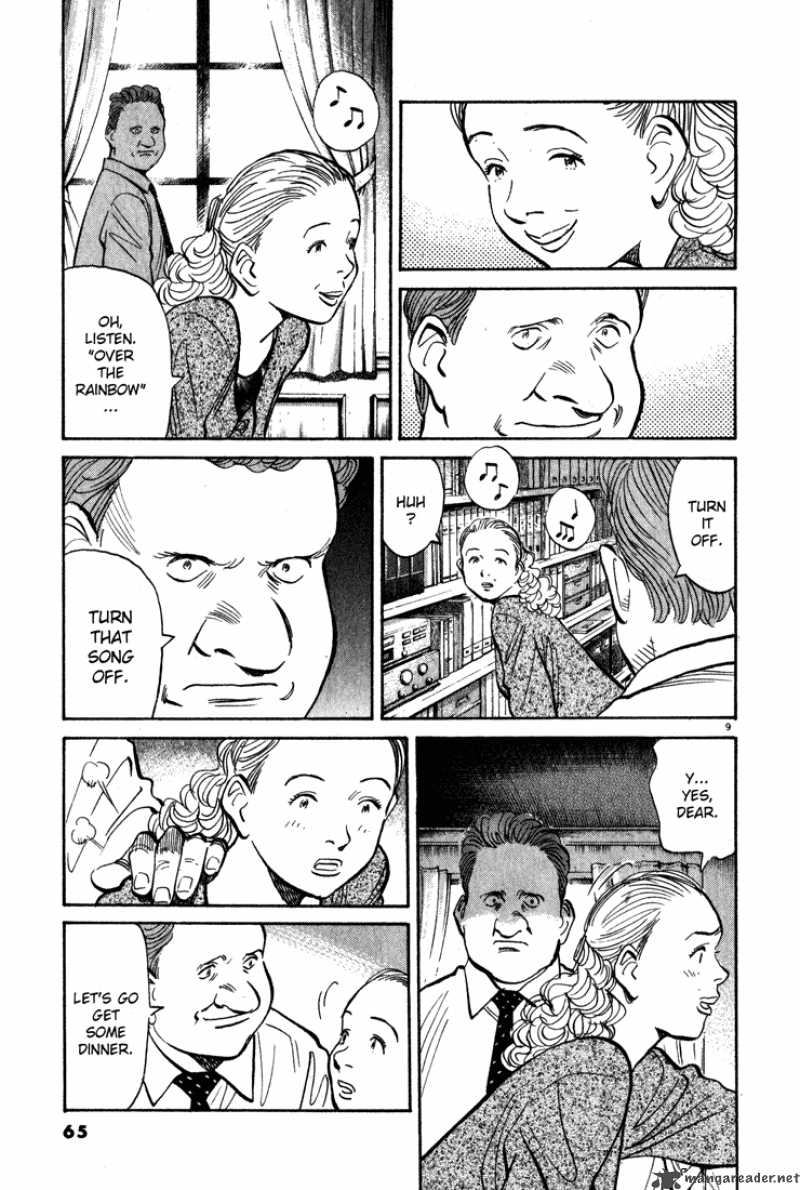 OH,
LISTEN.
"OVER
THE
RAINBOW"
...
TURN
IT
OFF.
HUH
?
TURN
THAT
SONG
OFF.
9
Y...
YES,
DEAR.
LET'S GO
GET
SOME
DINNER.
65
mangareader.net